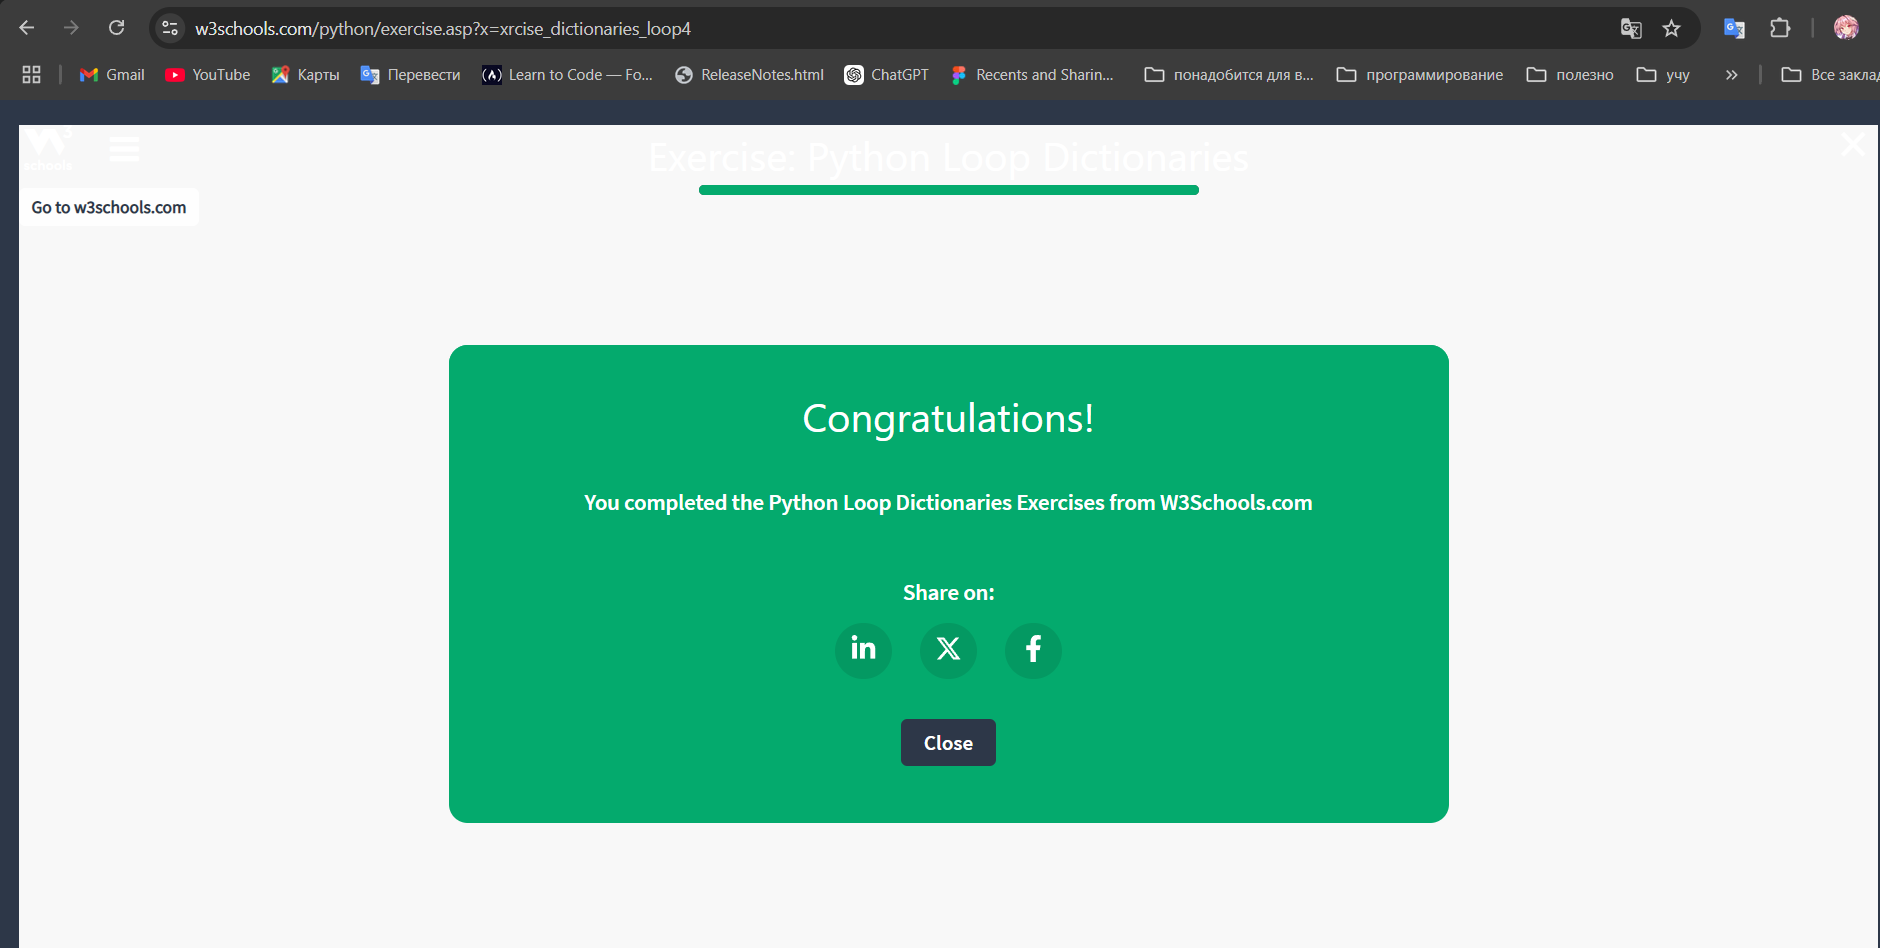 w3schools.com/python/exercise.asp?x=xrcise_dictionaries_loop4
Gmail YouTube Карты Перевести Learn to Code — Fo... ReleaseNotes.html ChatGPT Recents and Sharin... понадобится для в... программирование полезно учу » Все заклад
W3
schools
Exercise: Python Loop Dictionaries
Go to w3schools.com
Congratulations!
You completed the Python Loop Dictionaries Exercises from W3Schools.com
Share on:
in X f
Close